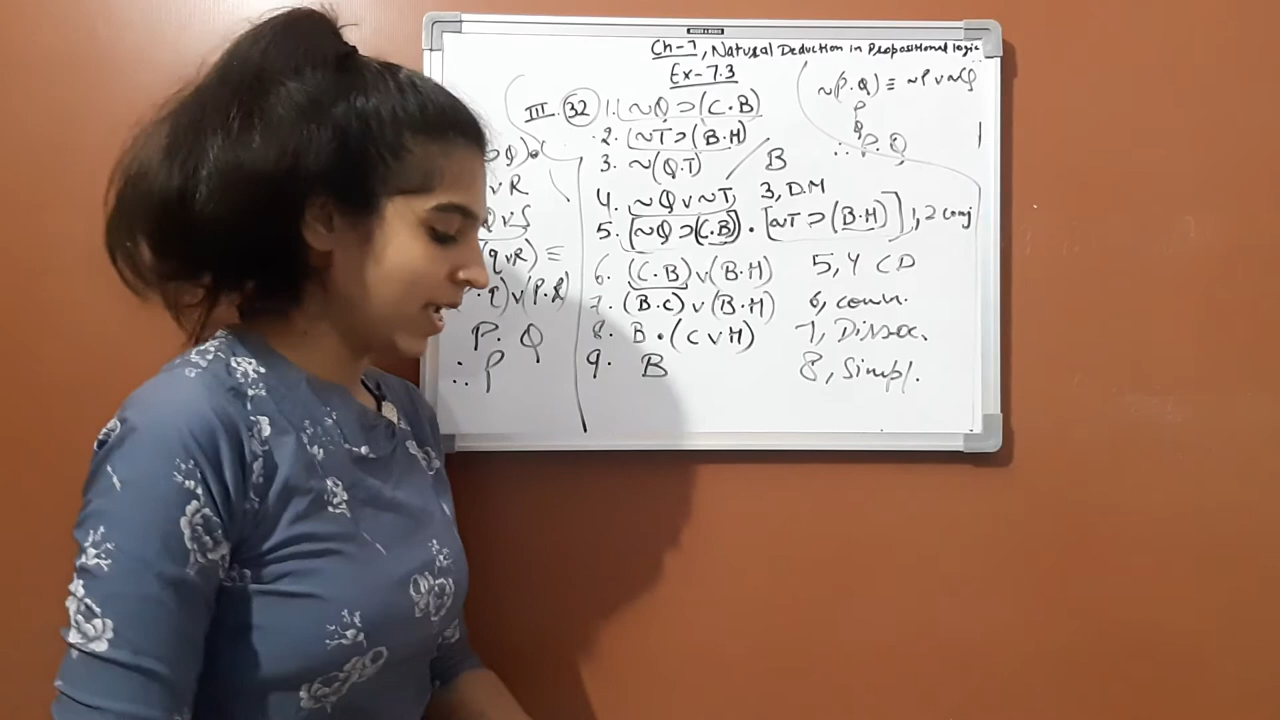 Ch-7, Natural Deduction in Propositional logic
Ex-7.3
III. 32 1. ~Q ⊃ (C·B)
2. ~T ⊃ (B·H)
3. ~(Q·T) / B
4. ~Q v ~T, 3, D.M
5. [~Q ⊃ (C·B)] · [~T ⊃ (B·H)] 1, 2 conj
6. (C·B) v (B·H) 5, 4 CD
7. (B·C) v (B·H) 6, comm.
8. B · (C v H) 7,
9. B 8, Simpl.
~(P·Q) ≡ ~P v ~Q
P
Q
∴ P·Q
v R
Q v S
(q v R) ≡
v (P·R)
P · Q
∴ P